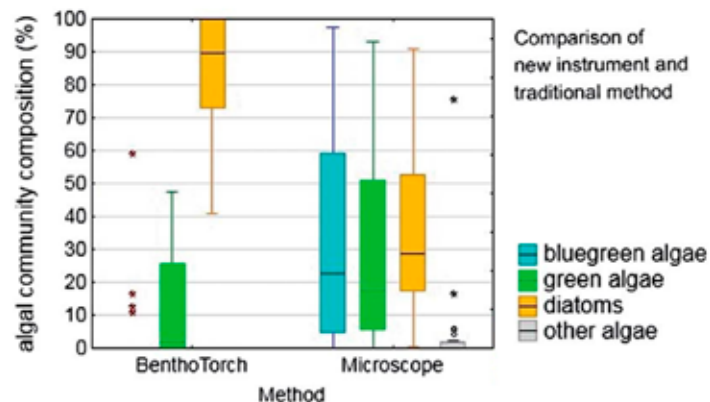 algal community composition (%)
100
90
80
70
60
50
40
30
20
10
0
BenthoTorch Microscope
Method
Comparison of
new instrument and
traditional method
bluegreen algae
green algae
diatoms
other algae